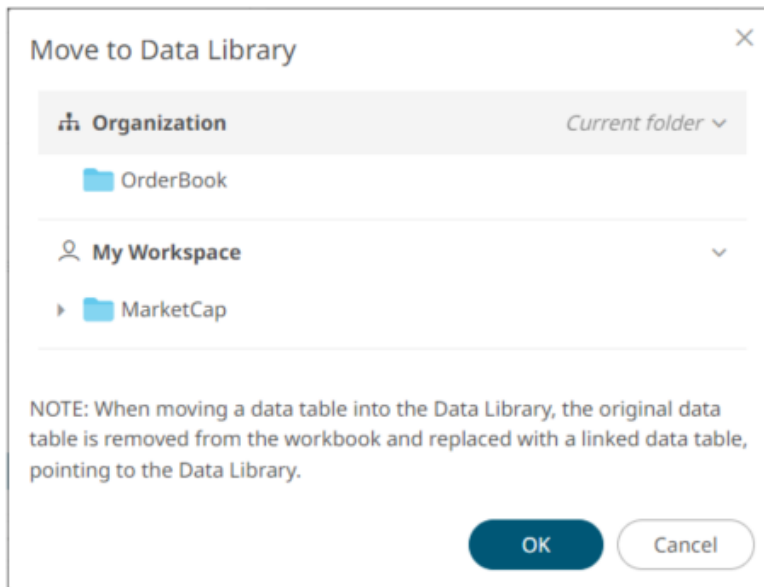 Move to Data Library
Organization Current folder
OrderBook
My Workspace
MarketCap
NOTE: When moving a data table into the Data Library, the original data
table is removed from the workbook and replaced with a linked data table,
pointing to the Data Library.
OK Cancel